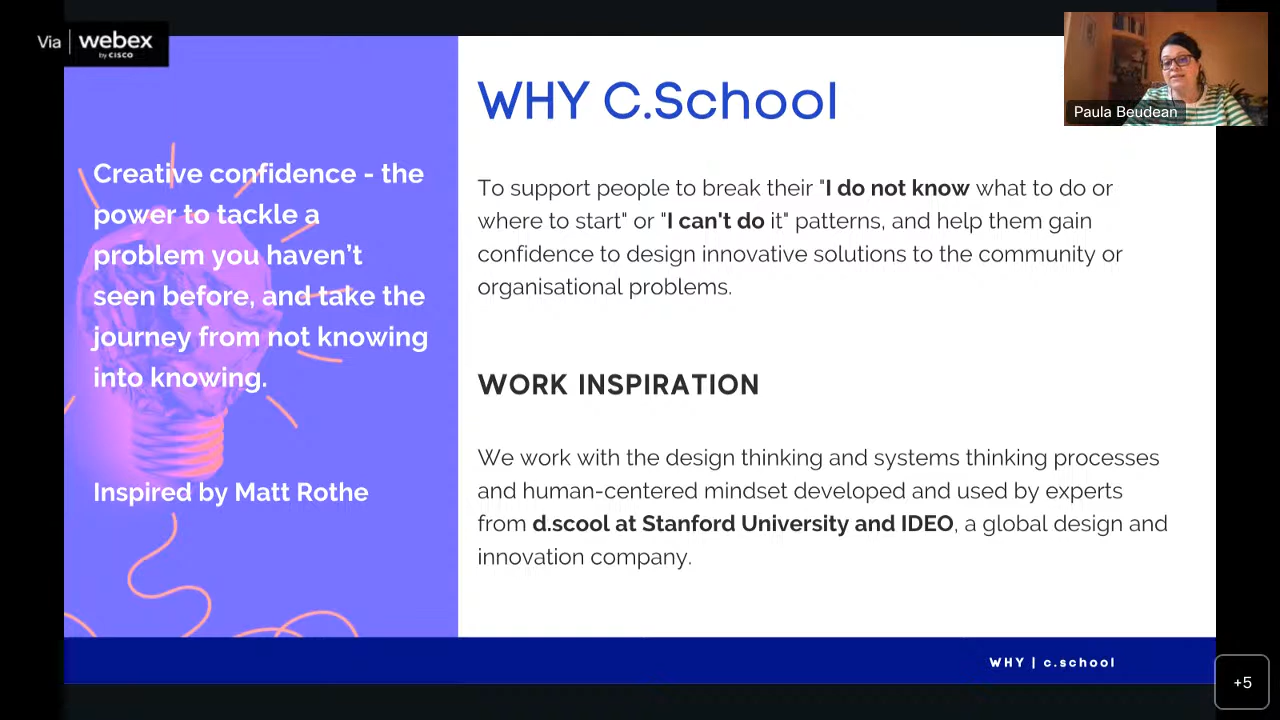 Via | webex
by CISCO
Paula Beudean
Creative confidence - the
power to tackle a
problem you haven't
seen before, and take the
journey from not knowing
into knowing.
Inspired by Matt Rothe
WHY C.School
To support people to break their "I do not know what to do or
where to start" or "I can't do it" patterns, and help them gain
confidence to design innovative solutions to the community or
organisational problems.
WORK INSPIRATION
We work with the design thinking and systems thinking processes
and human-centered mindset developed and used by experts
from d.scool at Stanford University and IDEO, a global design and
innovation company.
WHY | c.school
+5